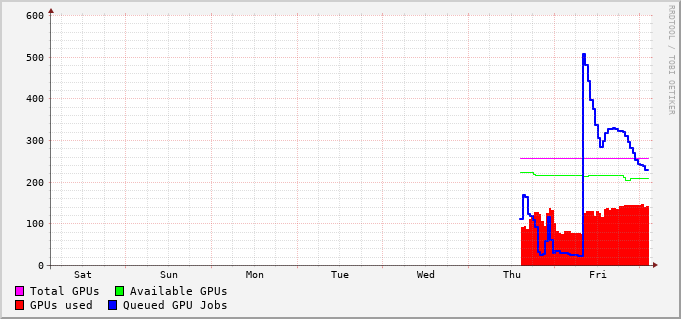 RRDTOOL / TOBI OETIKER
600
500
400
300
200
100
0
Sat Sun Mon Tue Wed Thu Fri
Total GPUs Available GPUs
GPUs used Queued GPU Jobs